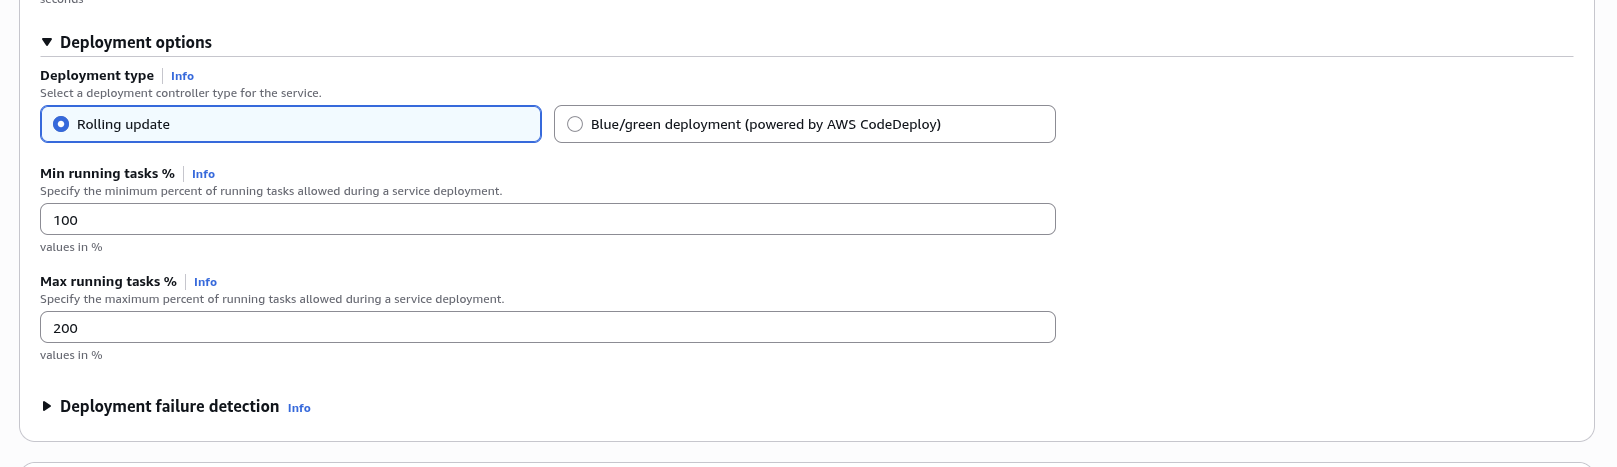 seconds
Deployment options
Deployment type Info
Select a deployment controller type for the service.
Rolling update
Blue/green deployment (powered by AWS CodeDeploy)
Min running tasks % Info
Specify the minimum percent of running tasks allowed during a service deployment.
100
values in %
Max running tasks % Info
Specify the maximum percent of running tasks allowed during a service deployment.
200
values in %
Deployment failure detection Info